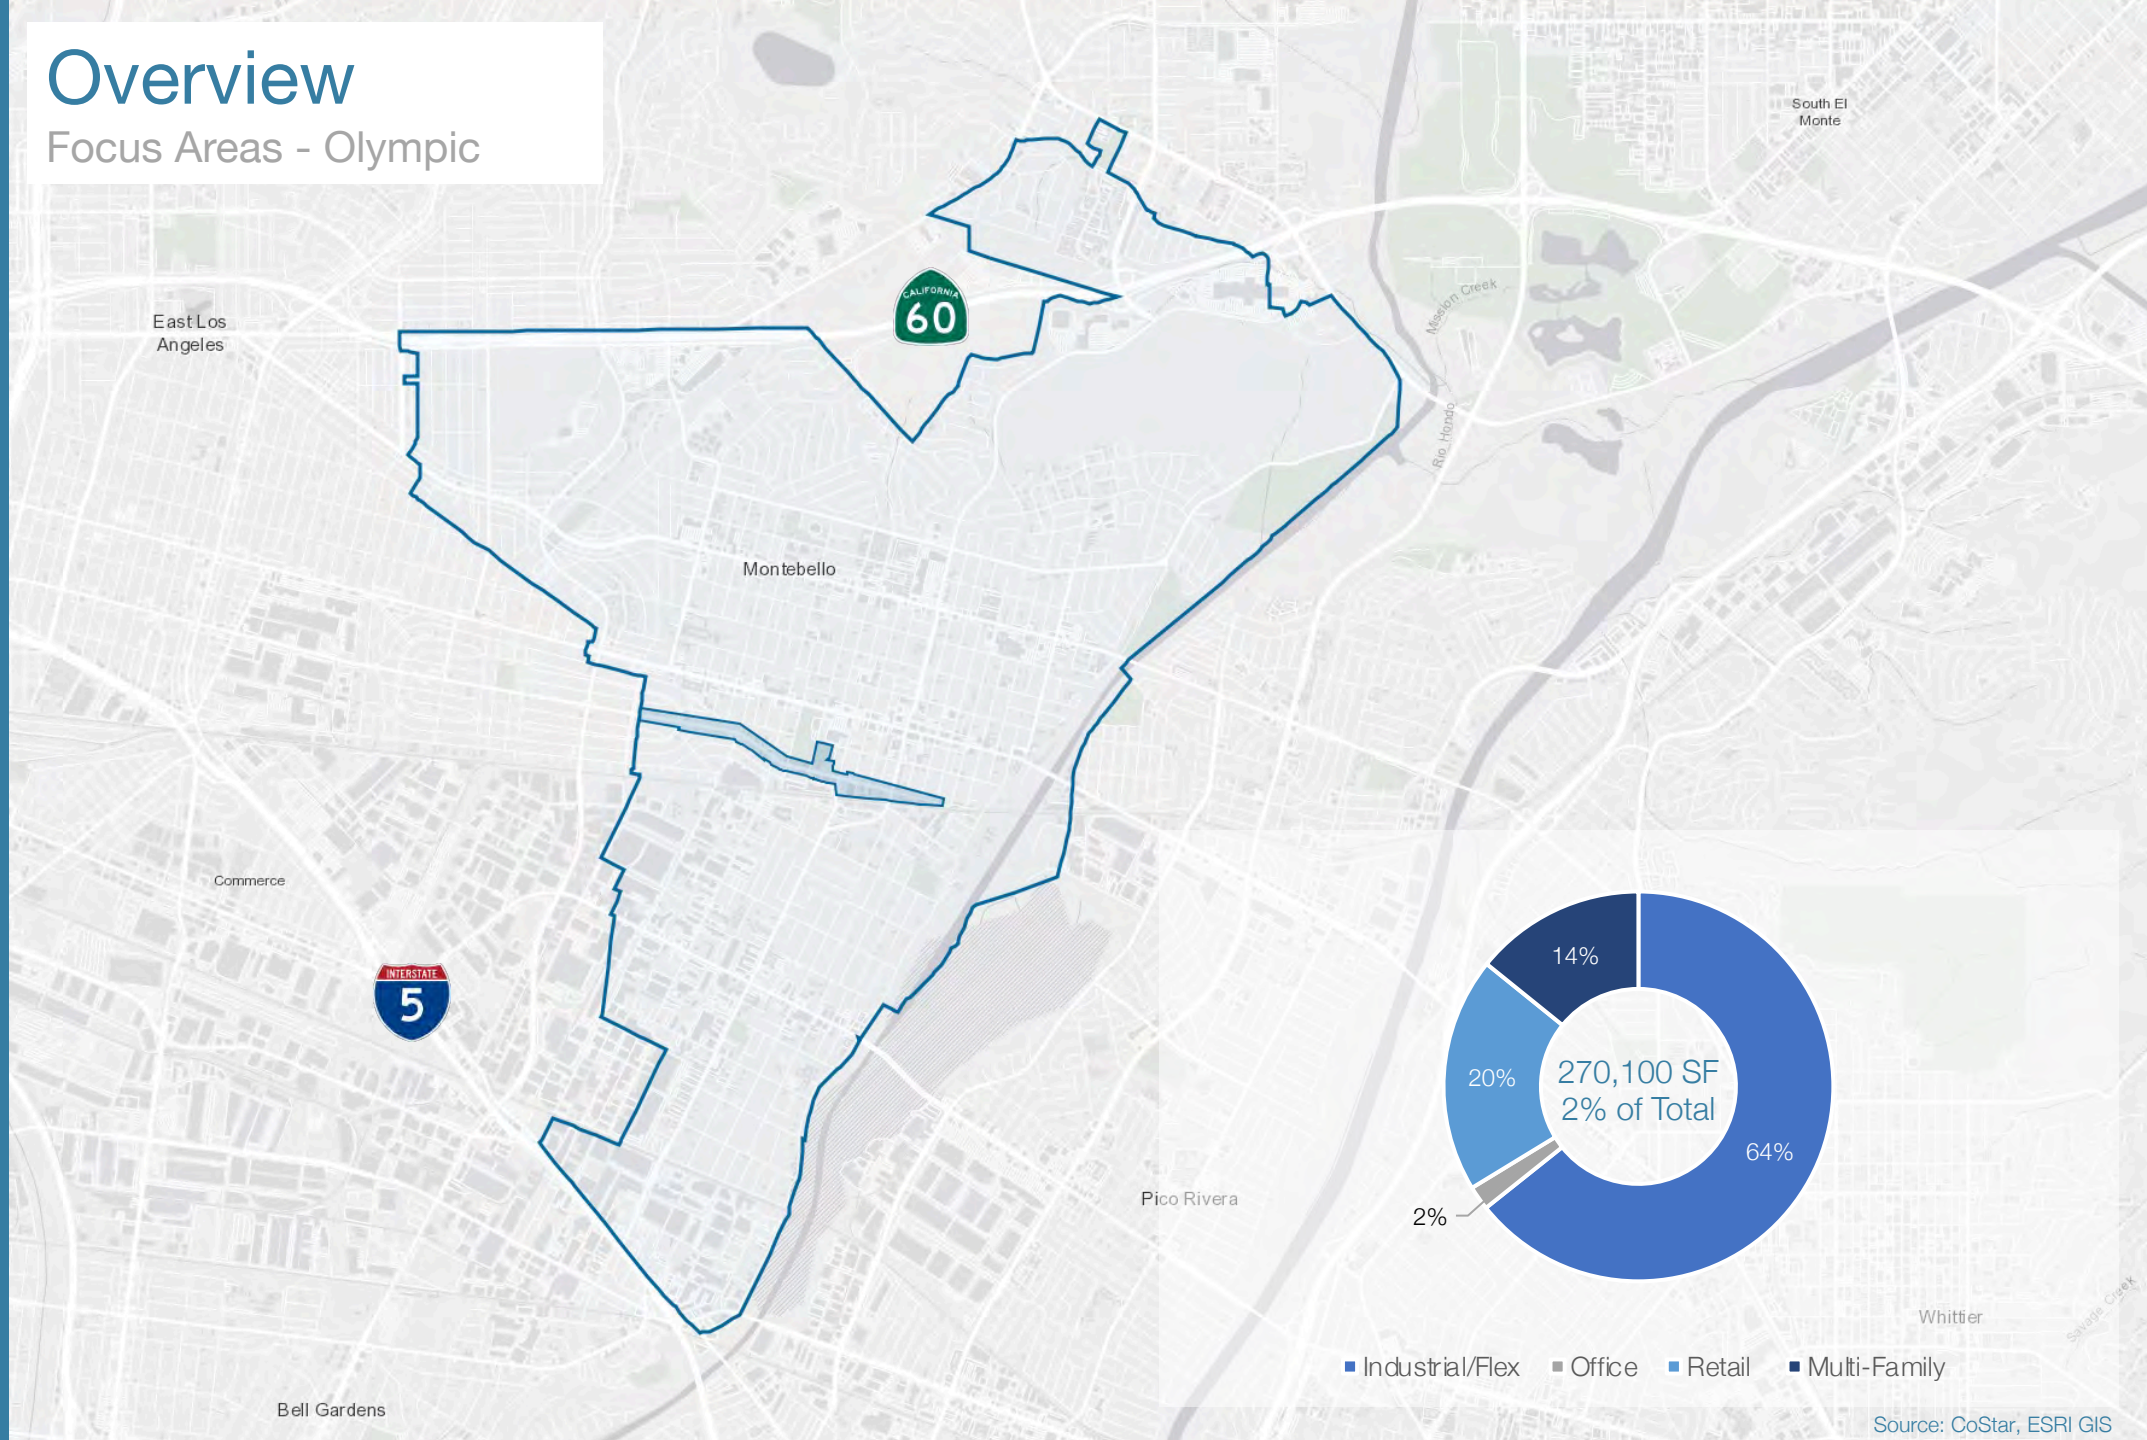 Overview
Focus Areas - Olympic
South El
Monte
CALIFORNIA
60
Mission Creek
East Los
Angeles
Rio Hondo
Montebello
Commerce
INTERSTATE
5
14%
20%
270,100 SF
2% of Total
64%
2%
Pico Rivera
Whittier
Savage Creek
Industrial/Flex
Office
Retail
Multi-Family
Bell Gardens
Source: CoStar, ESRI GIS